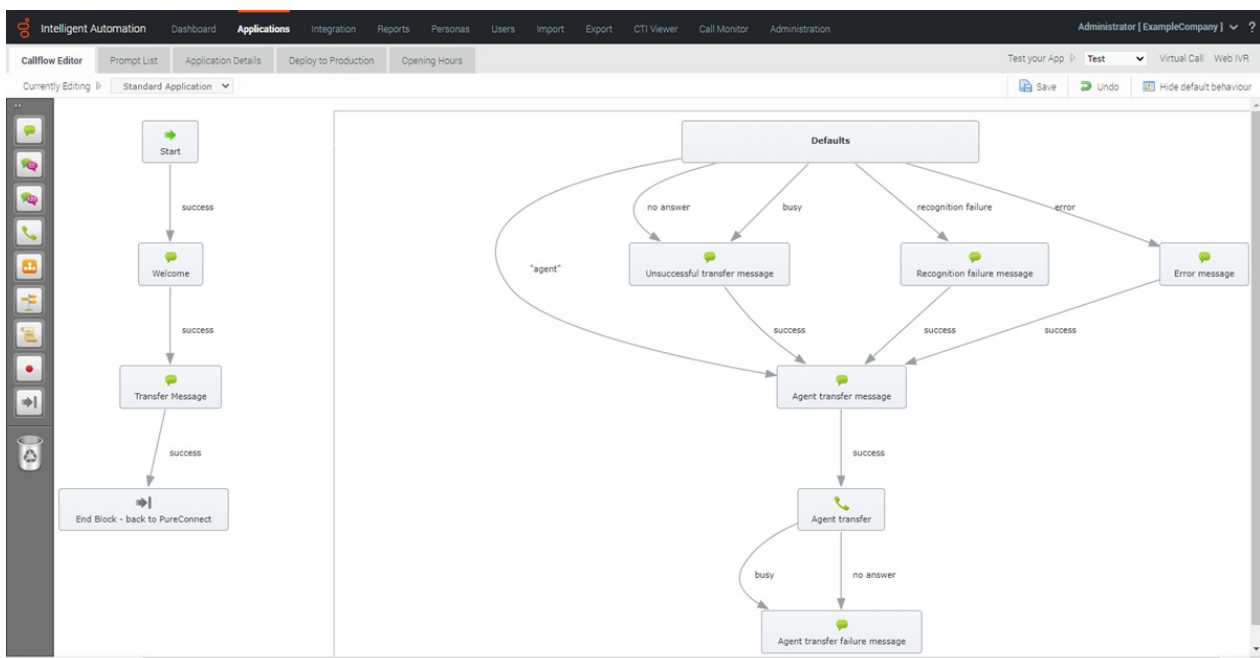 Intelligent Automation Dashboard Applications Integration Reports Personas Users Import Export CTI Viewer Call Monitor Administration Administrator [ ExampleCompany ] ?
Callflow Editor Prompt List Application Details Deploy to Production Opening Hours Test your App Test Virtual Call Web IVR
Currently Editing Standard Application Save Undo Hide default behaviour
Start
success
Welcome
success
Transfer Message
success
End Block - back to PureConnect
Defaults
no answer busy recognition failure error
"agent"
Unsuccessful transfer message Recognition failure message Error message
success success success
Agent transfer message
success
Agent transfer
busy no answer
Agent transfer failure message